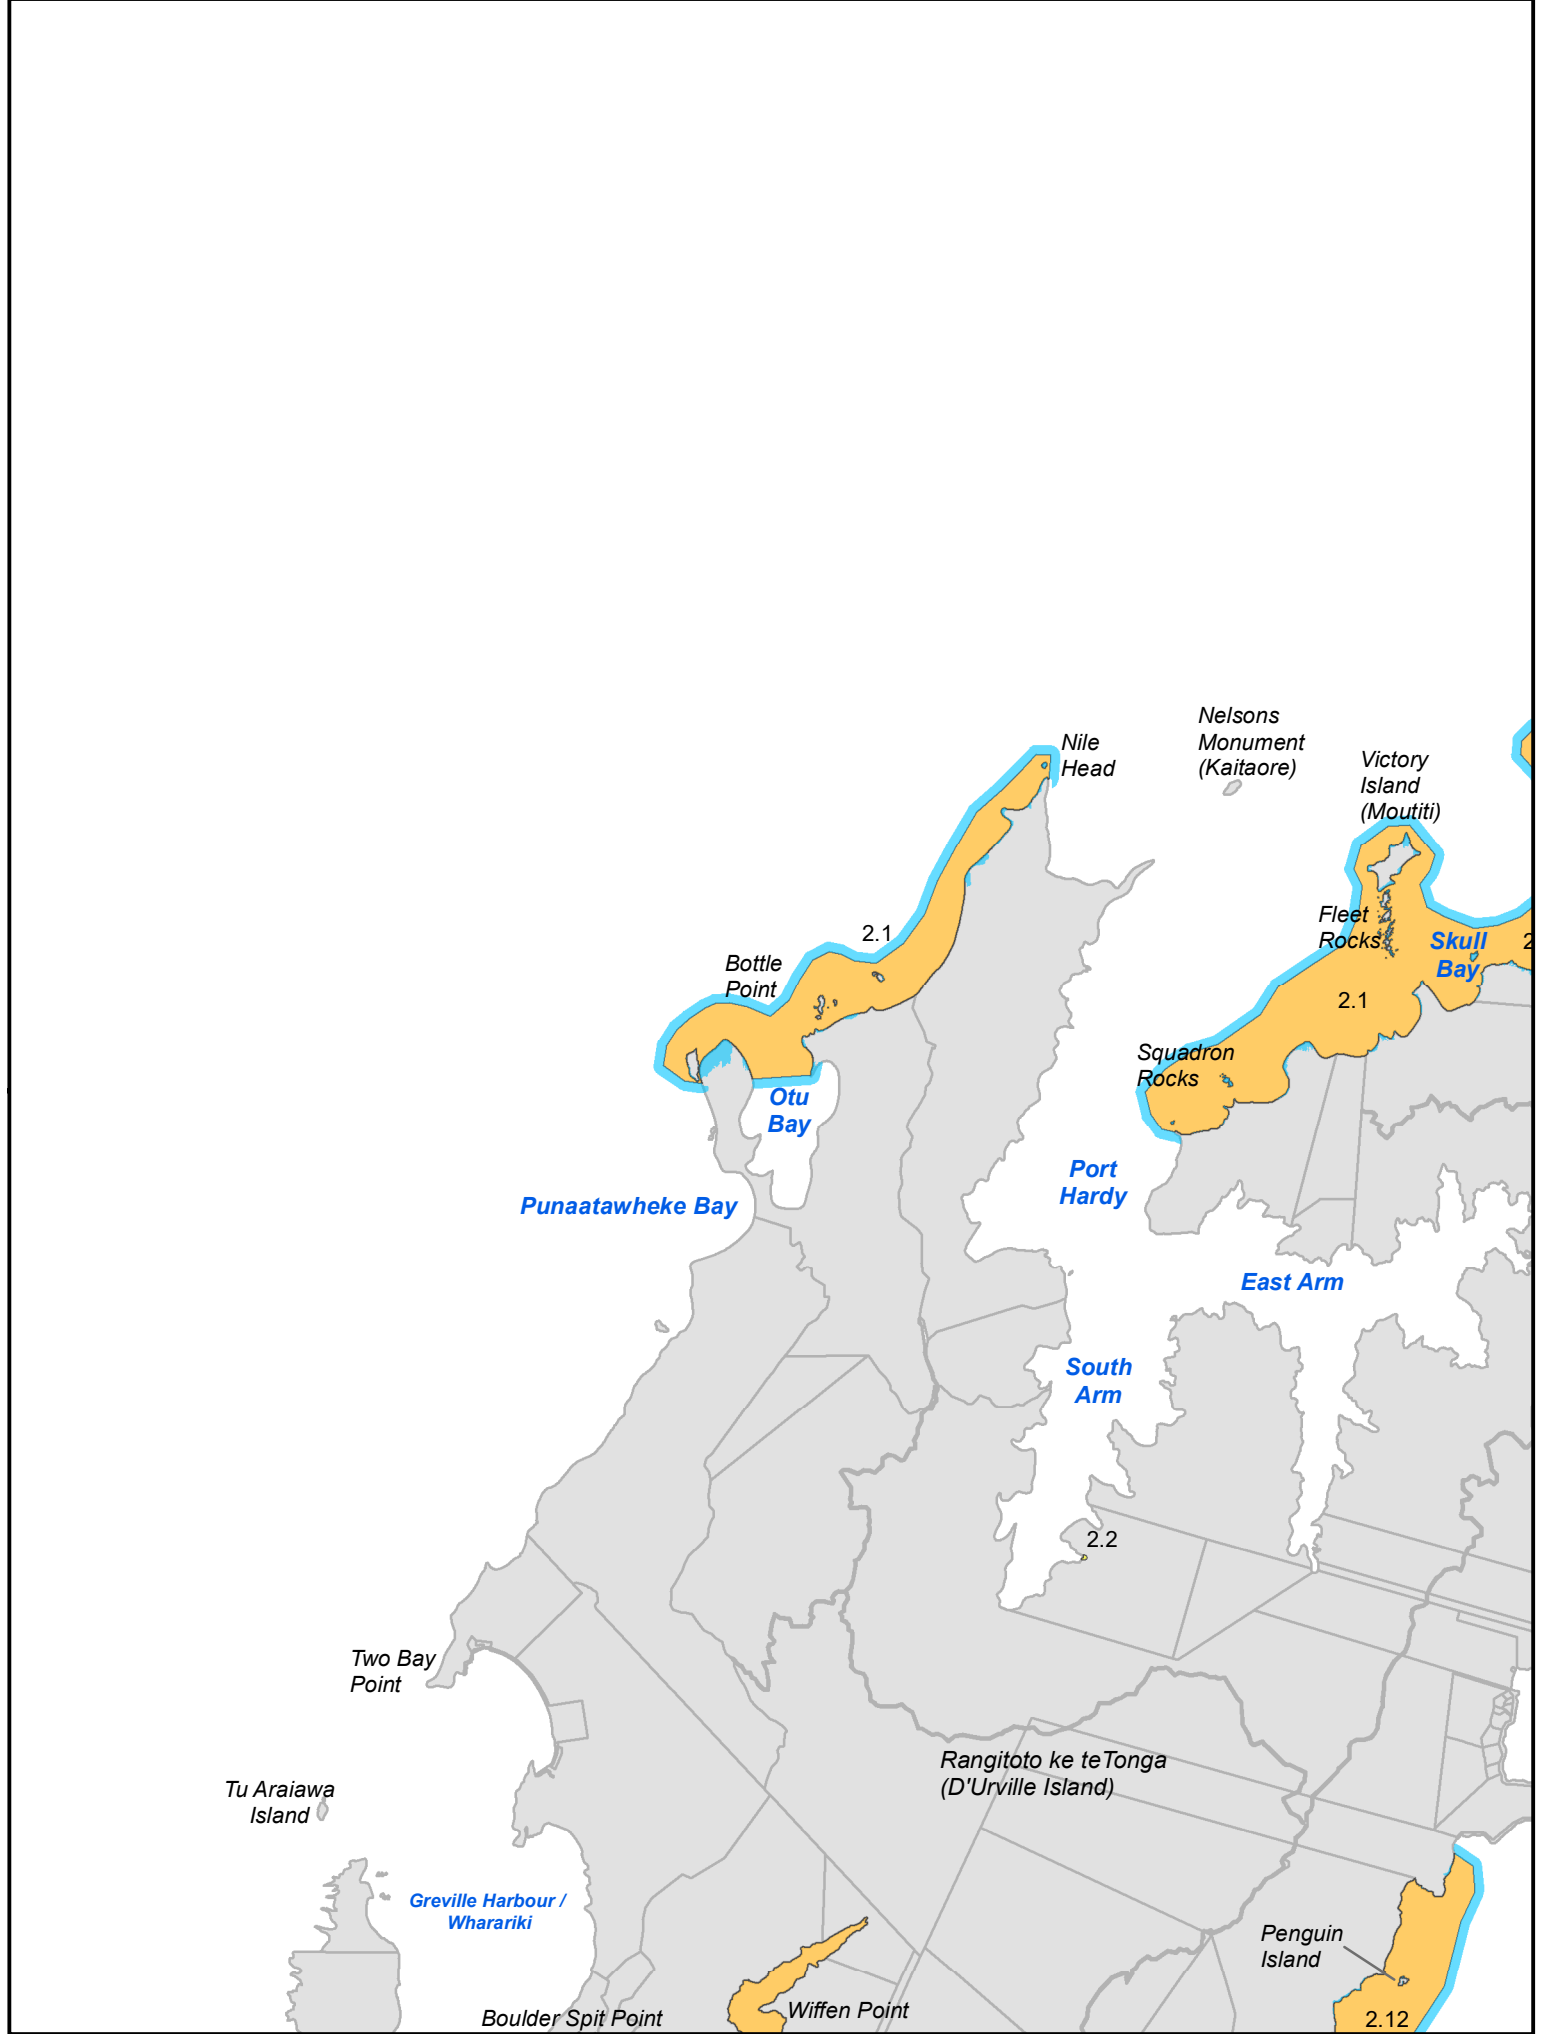 Nelsons
Monument
(Kaitaore)
Nile
Head
Victory
Island
(Moutiti)
Fleet
Rocks
Skull
Bay
2
2.1
Bottle
Point
2.1
Squadron
Rocks
Otu
Bay
Port
Hardy
Punaatawheke Bay
East Arm
South
Arm
2.2
Two Bay
Point
Rangitoto ke teTonga
(D'Urville Island)
Tu Araiawa
Island
Greville Harbour /
Wharariki
Penguin
Island
Boulder Spit Point
Wiffen Point
2.12